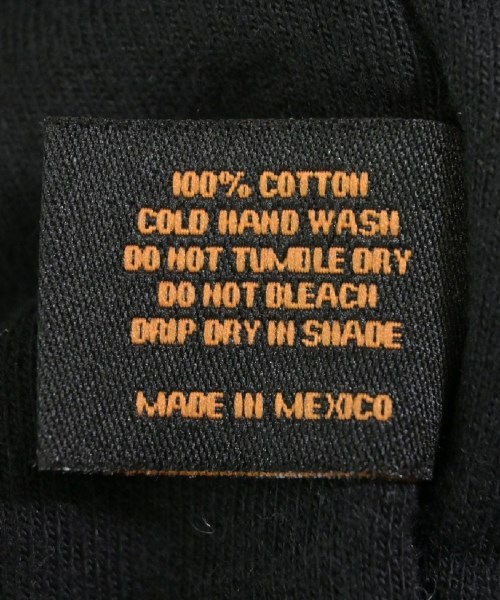 100% COTTON
COLD HAND WASH
DO NOT TUMBLE DRY
DO NOT BLEACH
DRIP DRY IN SHADE
MADE IN MEXICO